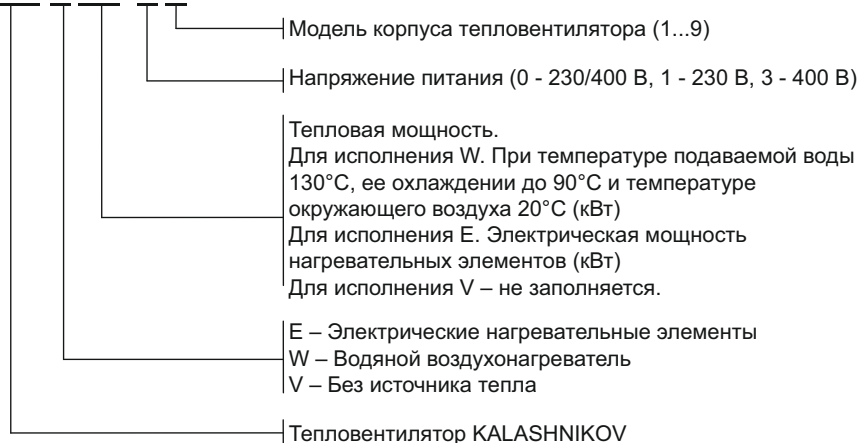 Модель корпуса тепловентилятора (1...9)
Напряжение питания (0 - 230/400 В, 1 - 230 В, 3 - 400 В)
Тепловая мощность.
Для исполнения W. При температуре подаваемой воды
130°С, ее охлаждении до 90°С и температуре
окружающего воздуха 20°С (кВт)
Для исполнения Е. Электрическая мощность
нагревательных элементов (кВт)
Для исполнения V – не заполняется.
Е – Электрические нагревательные элементы
W – Водяной воздухонагреватель
V – Без источника тепла
Тепловентилятор KALASHNIKOV